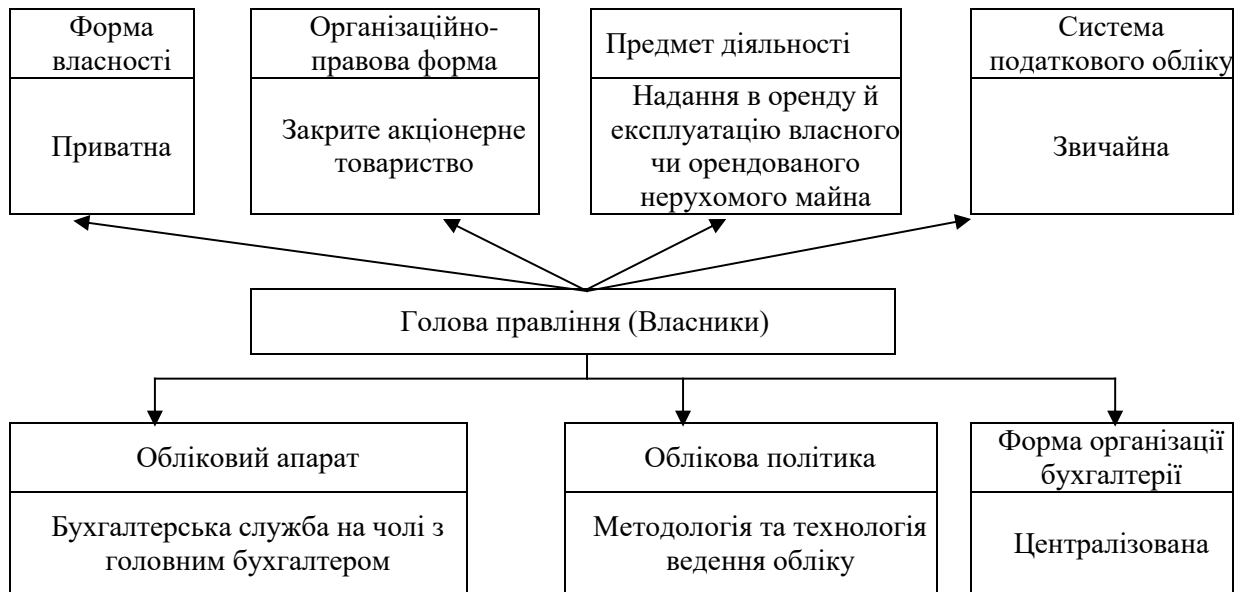 Форма
власності
Приватна
Організаційно-
правова форма
Закрите акціонерне
товариство
Предмет діяльності
Надання в оренду й
експлуатацію власного
чи орендованого
нерухомого майна
Система
податкового обліку
Звичайна
Голова правління (Власники)
Обліковий апарат
Бухгалтерська служба на чолі з
головним бухгалтером
Облікова політика
Методологія та технологія
ведення обліку
Форма організації
бухгалтерії
Централізована